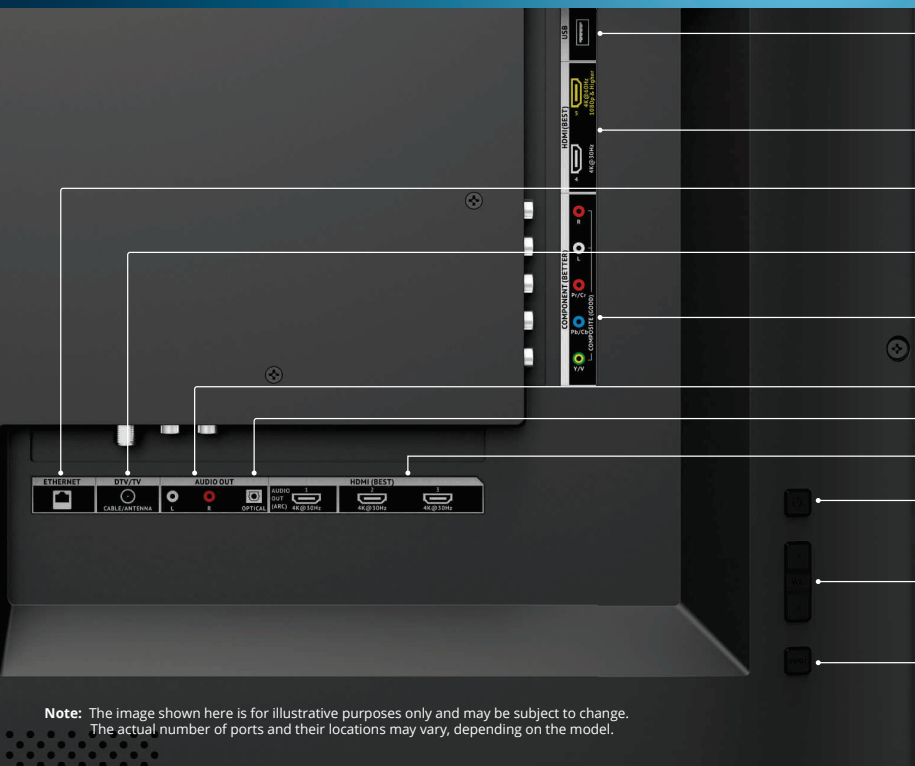 USB
HDMI(BEST)
5
4K@60Hz
1080p & Higher
4
4K@30Hz
COMPONENT (BETTER)
COMPOSITE (GOOD)
R
L
Pr/Cr
Pb/Cb
Y/V
ETHERNET
DTV/TV
CABLE/ANTENNA
AUDIO OUT
L
R
OPTICAL
HDMI (BEST)
AUDIO
OUT
(ARC)
1
4K@30Hz
2
4K@30Hz
3
4K@30Hz
Note: The image shown here is for illustrative purposes only and may be subject to change.
The actual number of ports and their locations may vary, depending on the model.